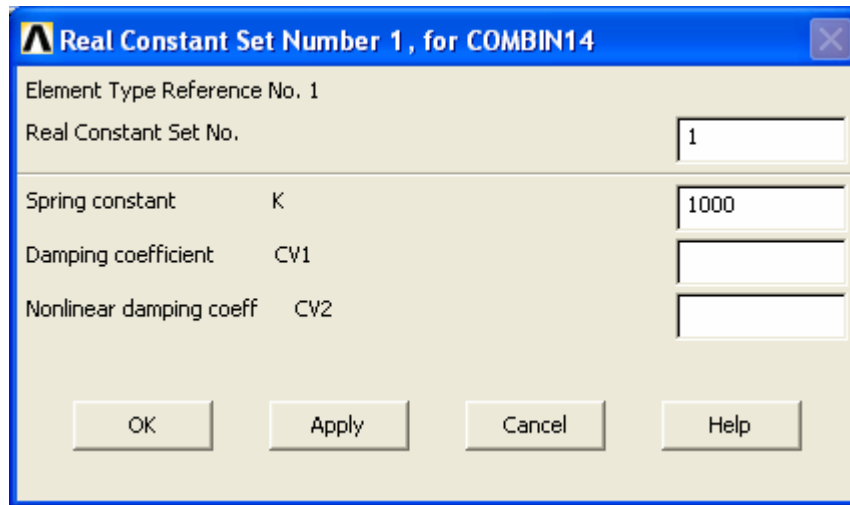 Real Constant Set Number 1, for COMBIN14
Element Type Reference No. 1
Real Constant Set No. 1
Spring constant K 1000
Damping coefficient CV1
Nonlinear damping coeff CV2
OK Apply Cancel Help